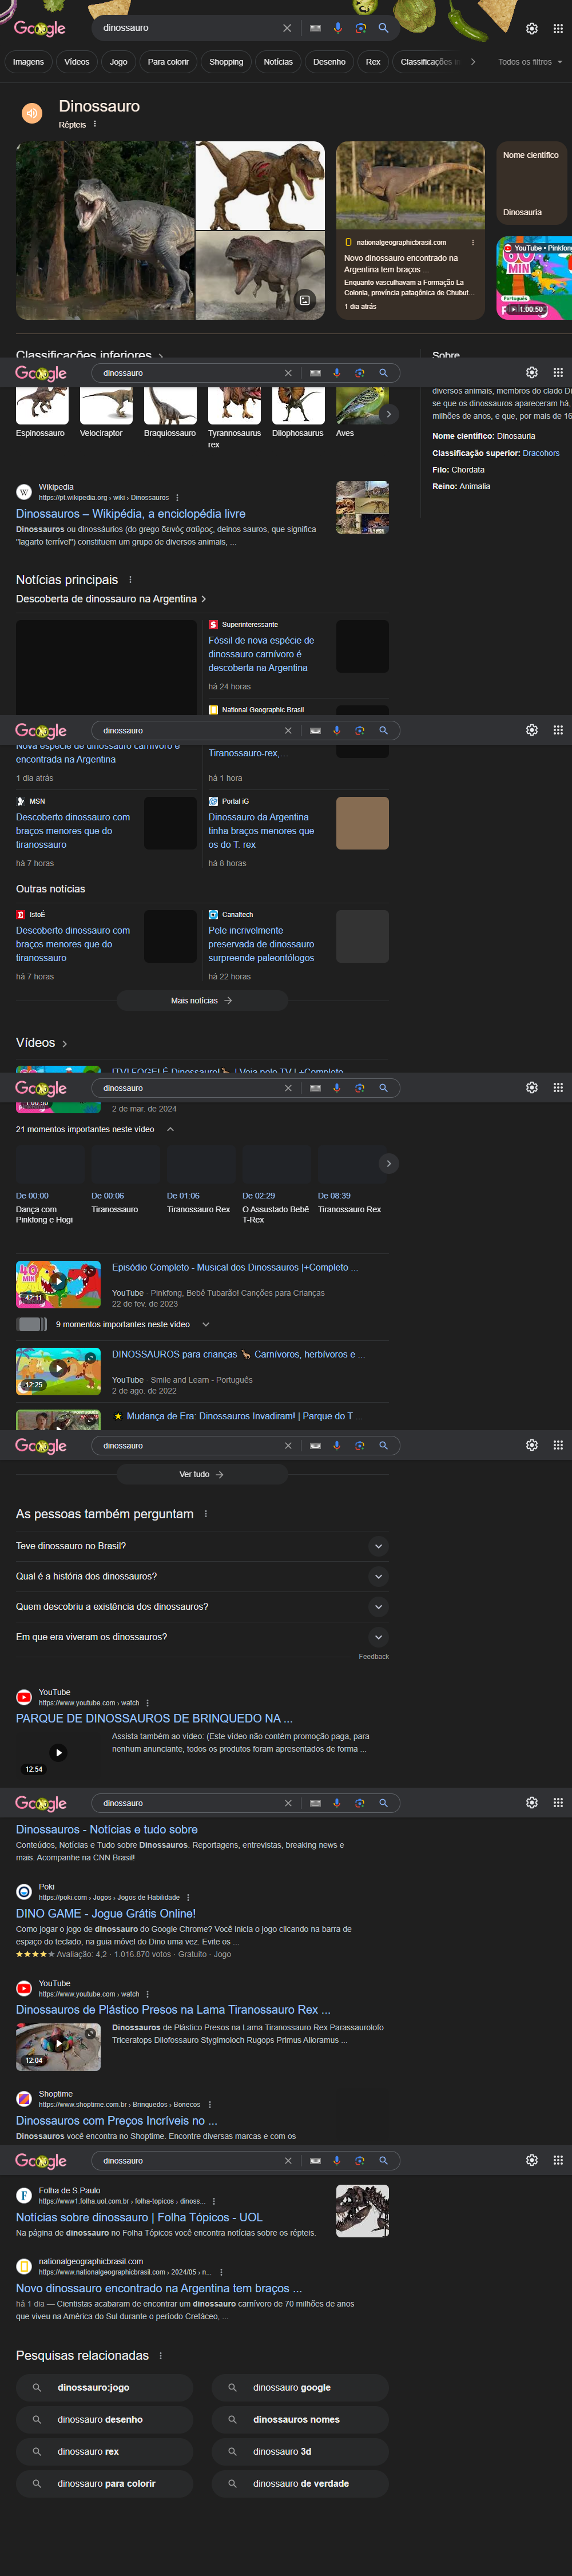 Google
dinossauro
Imagens
Vídeos
Jogo
Para colorir
Shopping
Notícias
Desenho
Rex
Todos os filtros
Dinossauro
Répteis
nationalgeographicbrasil.com
Novo dinossauro encontrado na
Argentina tem braços ...
Enquanto vasculhavam a Formação La
Colonia, província patagônica de Chubut...
1 dia atrás
Nome científico
Dinosauria
YouTube • Pinkfon
60
MIN
Português
1:00:50
Classificações inferiores
Sobre
Google
dinossauro
Espinossauro
Velociraptor
Braquiossauro
Tyrannosaurus
rex
Dilophosaurus
Aves
diversos animais, membros do clado Di
se que os dinossauros apareceram há,
milhões de anos, e que, por mais de 16
Nome científico: Dinosauria
Classificação superior: Dracohors
Filo: Chordata
Reino: Animalia
Wikipedia
https://pt.wikipedia.org › wiki › Dinossauros
Dinossauros – Wikipédia, a enciclopédia livre
Dinossauros ou dinossáurios (do grego δεινός σαῦρος, deinos sauros, que significa
"lagarto terrível") constituem um grupo de diversos animais, ...
Notícias principais
Descoberta de dinossauro na Argentina
Superinteressante
Fóssil de nova espécie de
dinossauro carnívoro é
descoberta na Argentina
há 24 horas
National Geographic Brasil
Google
dinossauro
Nova espécie de dinossauro carnívoro é
encontrada na Argentina
1 dia atrás
Tiranossauro-rex,...
há 1 hora
MSN
Descoberto dinossauro com
braços menores que do
tiranossauro
há 7 horas
Portal iG
Dinossauro da Argentina
tinha braços menores que
os do T. rex
há 8 horas
Outras notícias
IstoÉ
Descoberto dinossauro com
braços menores que do
tiranossauro
há 7 horas
Canaltech
Pele incrivelmente
preservada de dinossauro
surpreende paleontólogos
há 22 horas
Mais notícias
Vídeos
[TV] FOGE! É Dinossauro! | Veja pelo TV | +Completo
Google
dinossauro
1:00:50
2 de mar. de 2024
21 momentos importantes neste vídeo
De 00:00
Dança com
Pinkfong e Hogi
De 00:06
Tiranossauro
De 01:06
Tiranossauro Rex
De 02:29
O Assustado Bebê
T-Rex
De 08:39
Tiranossauro Rex
40
MIN
42:11
Episódio Completo - Musical dos Dinossauros |+Completo ...
YouTube · Pinkfong, Bebê Tubarão! Canções para Crianças
22 de fev. de 2023
9 momentos importantes neste vídeo
12:25
DINOSSAUROS para crianças 🦕 Carnívoros, herbívoros e ...
YouTube · Smile and Learn - Português
2 de ago. de 2022
⭐ Mudança de Era: Dinossauros Invadiram! | Parque do T ...
Google
dinossauro
Ver tudo
As pessoas também perguntam
Teve dinossauro no Brasil?
Qual é a história dos dinossauros?
Quem descobriu a existência dos dinossauros?
Em que era viveram os dinossauros?
Feedback
YouTube
https://www.youtube.com › watch
PARQUE DE DINOSSAUROS DE BRINQUEDO NA ...
Assista também ao vídeo: (Este vídeo não contém promoção paga, para
nenhum anunciante, todos os produtos foram apresentados de forma ...
12:54
Google
dinossauro
Dinossauros - Notícias e tudo sobre
Conteúdos, Notícias e Tudo sobre Dinossauros. Reportagens, entrevistas, breaking news e
mais. Acompanhe na CNN Brasil!
Poki
https://poki.com › Jogos › Jogos de Habilidade
DINO GAME - Jogue Grátis Online!
Como jogar o jogo de dinossauro do Google Chrome? Você inicia o jogo clicando na barra de
espaço do teclado, na guia móvel do Dino uma vez. Evite os ...
Avaliação: 4,2 · 1.016.870 votos · Gratuito · Jogo
YouTube
https://www.youtube.com › watch
Dinossauros de Plástico Presos na Lama Tiranossauro Rex ...
12:04
Dinossauros de Plástico Presos na Lama Tiranossauro Rex Parassaurolofo
Triceratops Dilofossauro Stygimoloch Rugops Primus Alioramus ...
Shoptime
https://www.shoptime.com.br › Brinquedos › Bonecos
Dinossauros com Preços Incríveis no ...
Dinossauros você encontra no Shoptime. Encontre diversas marcas e com os
Google
dinossauro
Folha de S.Paulo
https://www1.folha.uol.com.br › folha-topicos › dinoss...
Notícias sobre dinossauro | Folha Tópicos - UOL
Na página de dinossauro no Folha Tópicos você encontra notícias sobre os répteis.
nationalgeographicbrasil.com
https://www.nationalgeographicbrasil.com › 2024/05 › n...
Novo dinossauro encontrado na Argentina tem braços ...
há 1 dia — Cientistas acabaram de encontrar um dinossauro carnívoro de 70 milhões de anos
que viveu na América do Sul durante o período Cretáceo, ...
Pesquisas relacionadas
dinossauro:jogo
dinossauro google
dinossauro desenho
dinossauros nomes
dinossauro rex
dinossauro 3d
dinossauro para colorir
dinossauro de verdade